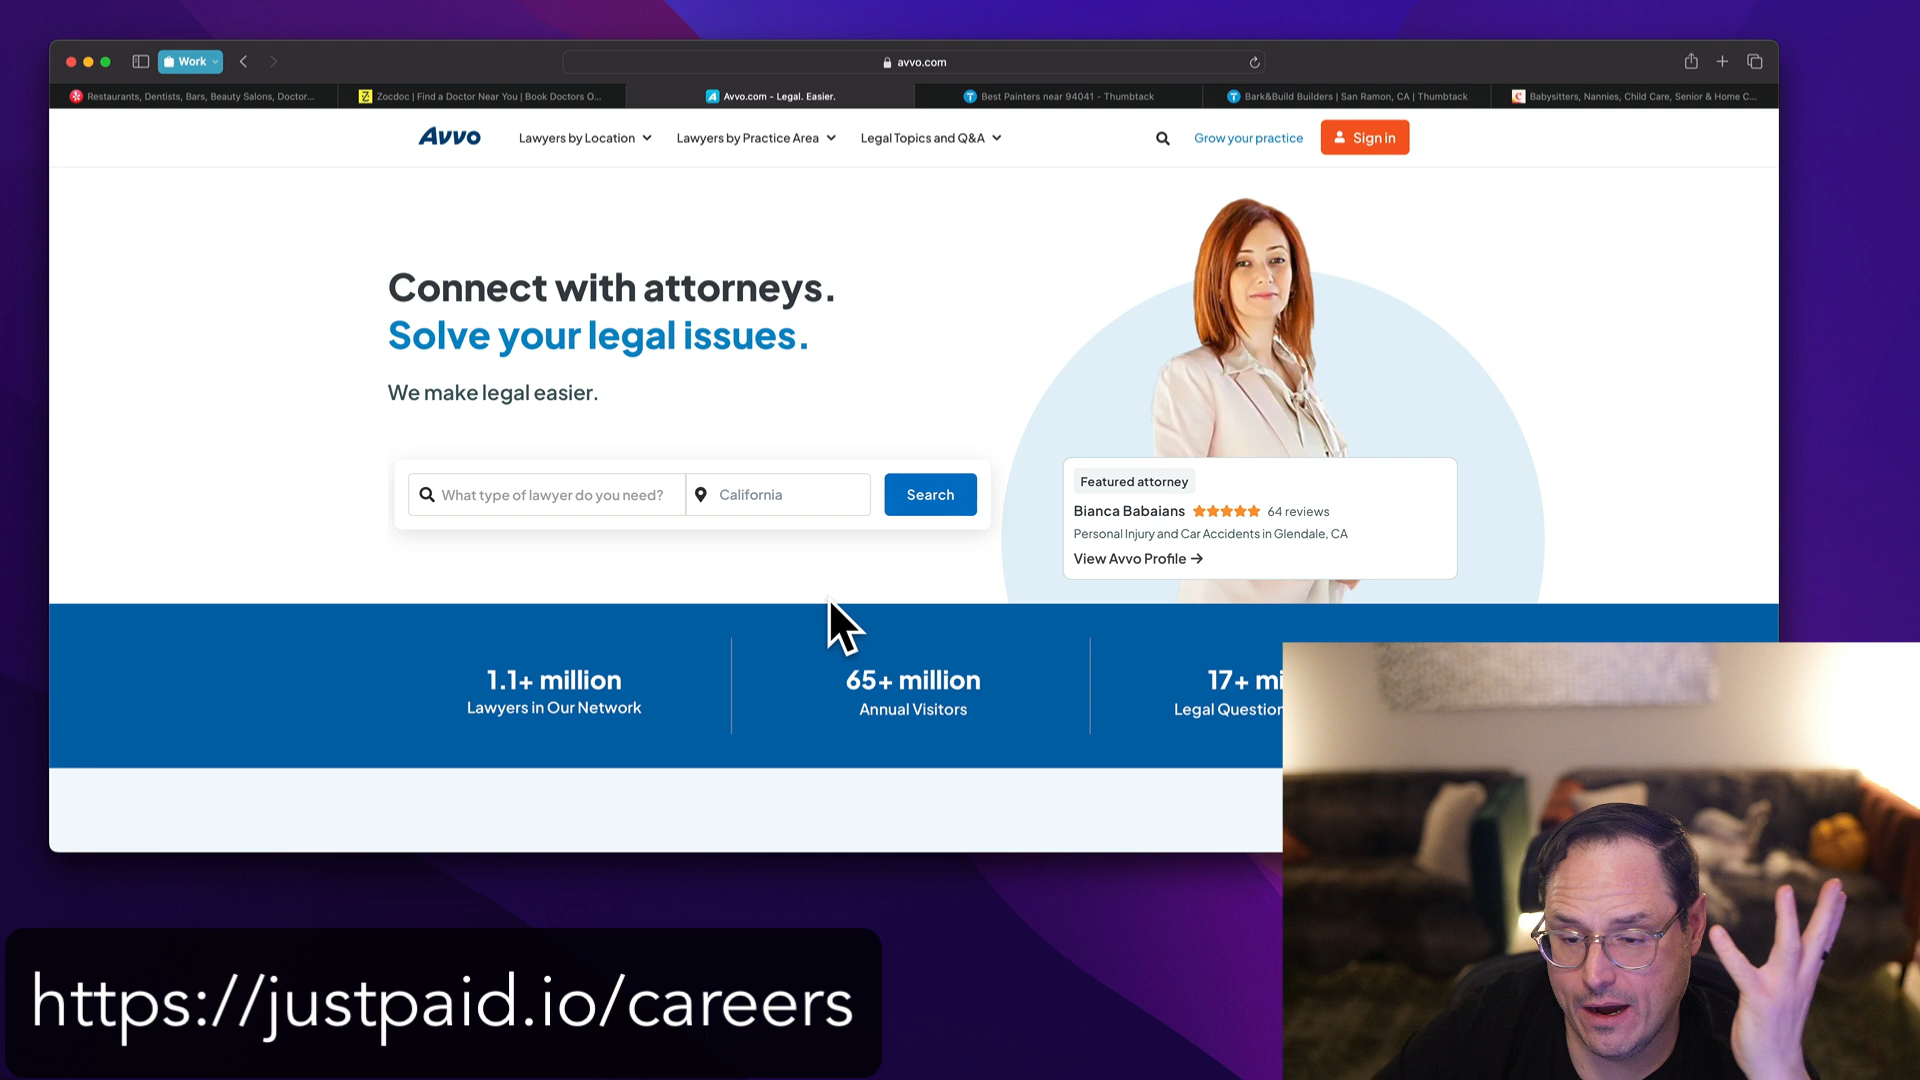 Work
avvo.com
Restaurants, Dentists, Bars, Beauty Salons, Doctor...
Zocdoc | Find a Doctor Near You | Book Doctors O...
Avvo.com - Legal. Easier.
Best Painters near 94041 - Thumbtack
Bark&Build Builders | San Ramon, CA | Thumbtack
Babysitters, Nannies, Child Care, Senior & Home C...
Avvo
Lawyers by Location
Lawyers by Practice Area
Legal Topics and Q&A
Grow your practice
Sign in
Connect with attorneys.
Solve your legal issues.
We make legal easier.
What type of lawyer do you need?
California
Search
Featured attorney
Bianca Babaians 64 reviews
Personal Injury and Car Accidents in Glendale, CA
View Avvo Profile →
1.1+ million
Lawyers in Our Network
65+ million
Annual Visitors
17+ mi
Legal Question
https://justpaid.io/careers